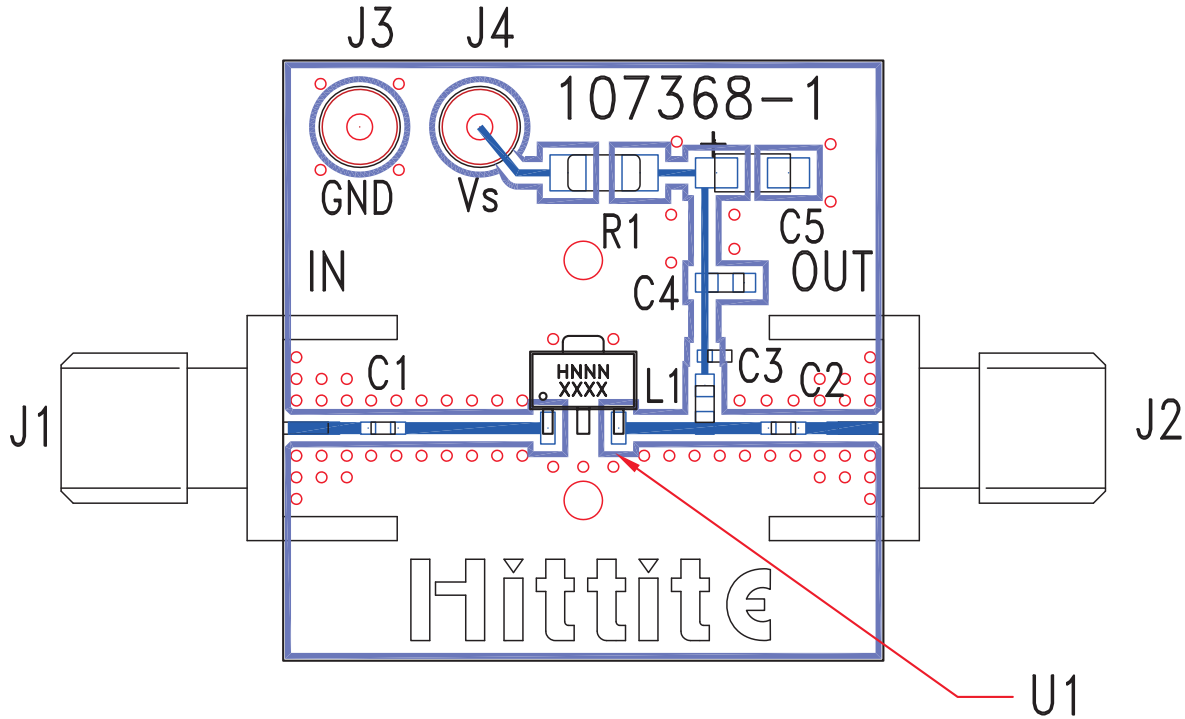 J3 J4
107368-1
GND Vs
R1 C5
IN OUT
C4
HNNN
XXXX
C1 L1 C3 C2
J1 J2
Hittite
U1